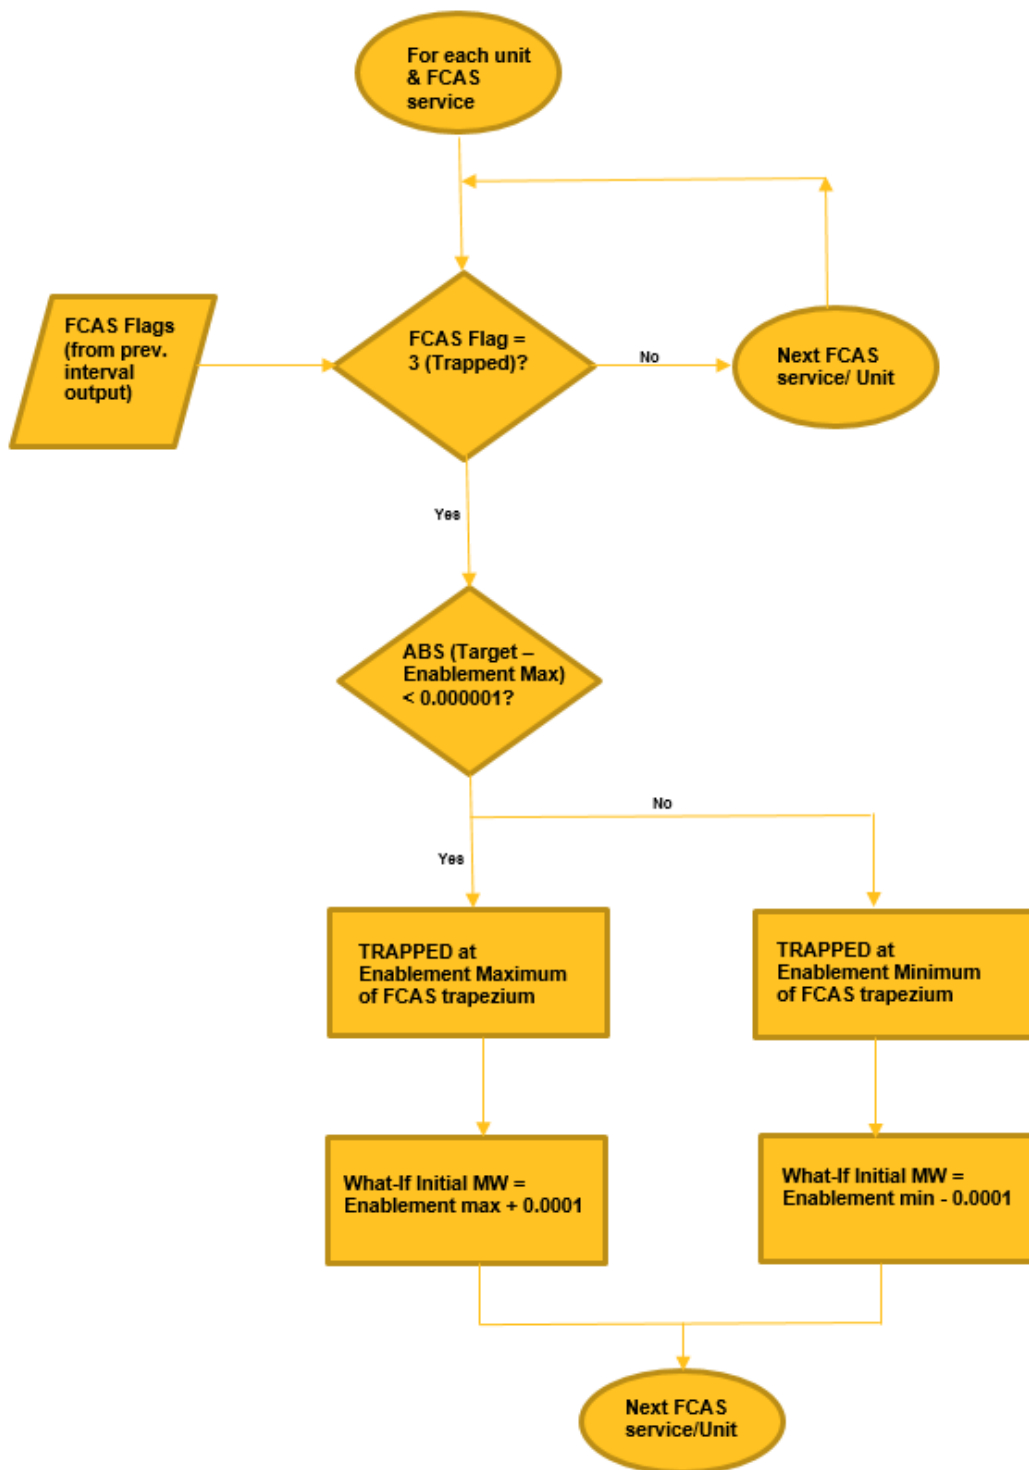 For each unit
& FCAS
service
FCAS Flags
(from prev.
interval
output)
FCAS Flag =
3 (Trapped)?
No
Next FCAS
service/ Unit
Yes
ABS (Target –
Enablement Max)
< 0.000001?
No
Yes
TRAPPED at
Enablement Maximum
of FCAS trapezium
TRAPPED at
Enablement Minimum
of FCAS trapezium
What-If Initial MW =
Enablement max + 0.0001
What-If Initial MW =
Enablement min - 0.0001
Next FCAS
service/Unit